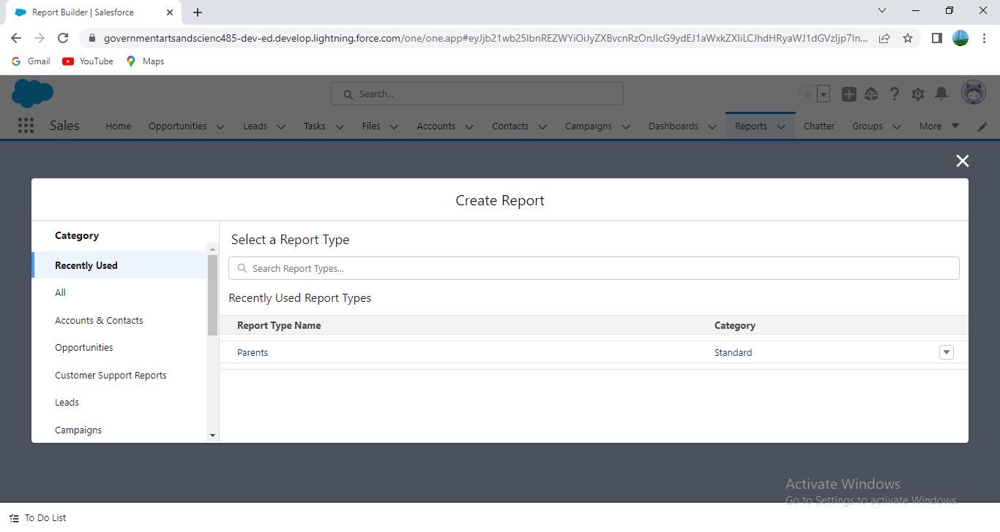 Report Builder | Salesforce
governmentartsandscienc485-dev-ed.develop.lightning.force.com/one/one.app#eyJjb21wb25lbnREZWYiOiJyZXBvcnRzOnJlcG9ydEJ1aWxkZXIiLCJhdHRyaWJ1dGVzIjp7In...
Gmail YouTube Maps
Search...
Sales Home Opportunities Leads Tasks Files Accounts Contacts Campaigns Dashboards Reports Chatter Groups More
Create Report
Category
Recently Used
All
Accounts & Contacts
Opportunities
Customer Support Reports
Leads
Campaigns
Select a Report Type
Search Report Types...
Recently Used Report Types
Report Type Name Category
Parents Standard
Activate Windows
Go to Settings to activate Windows.
To Do List